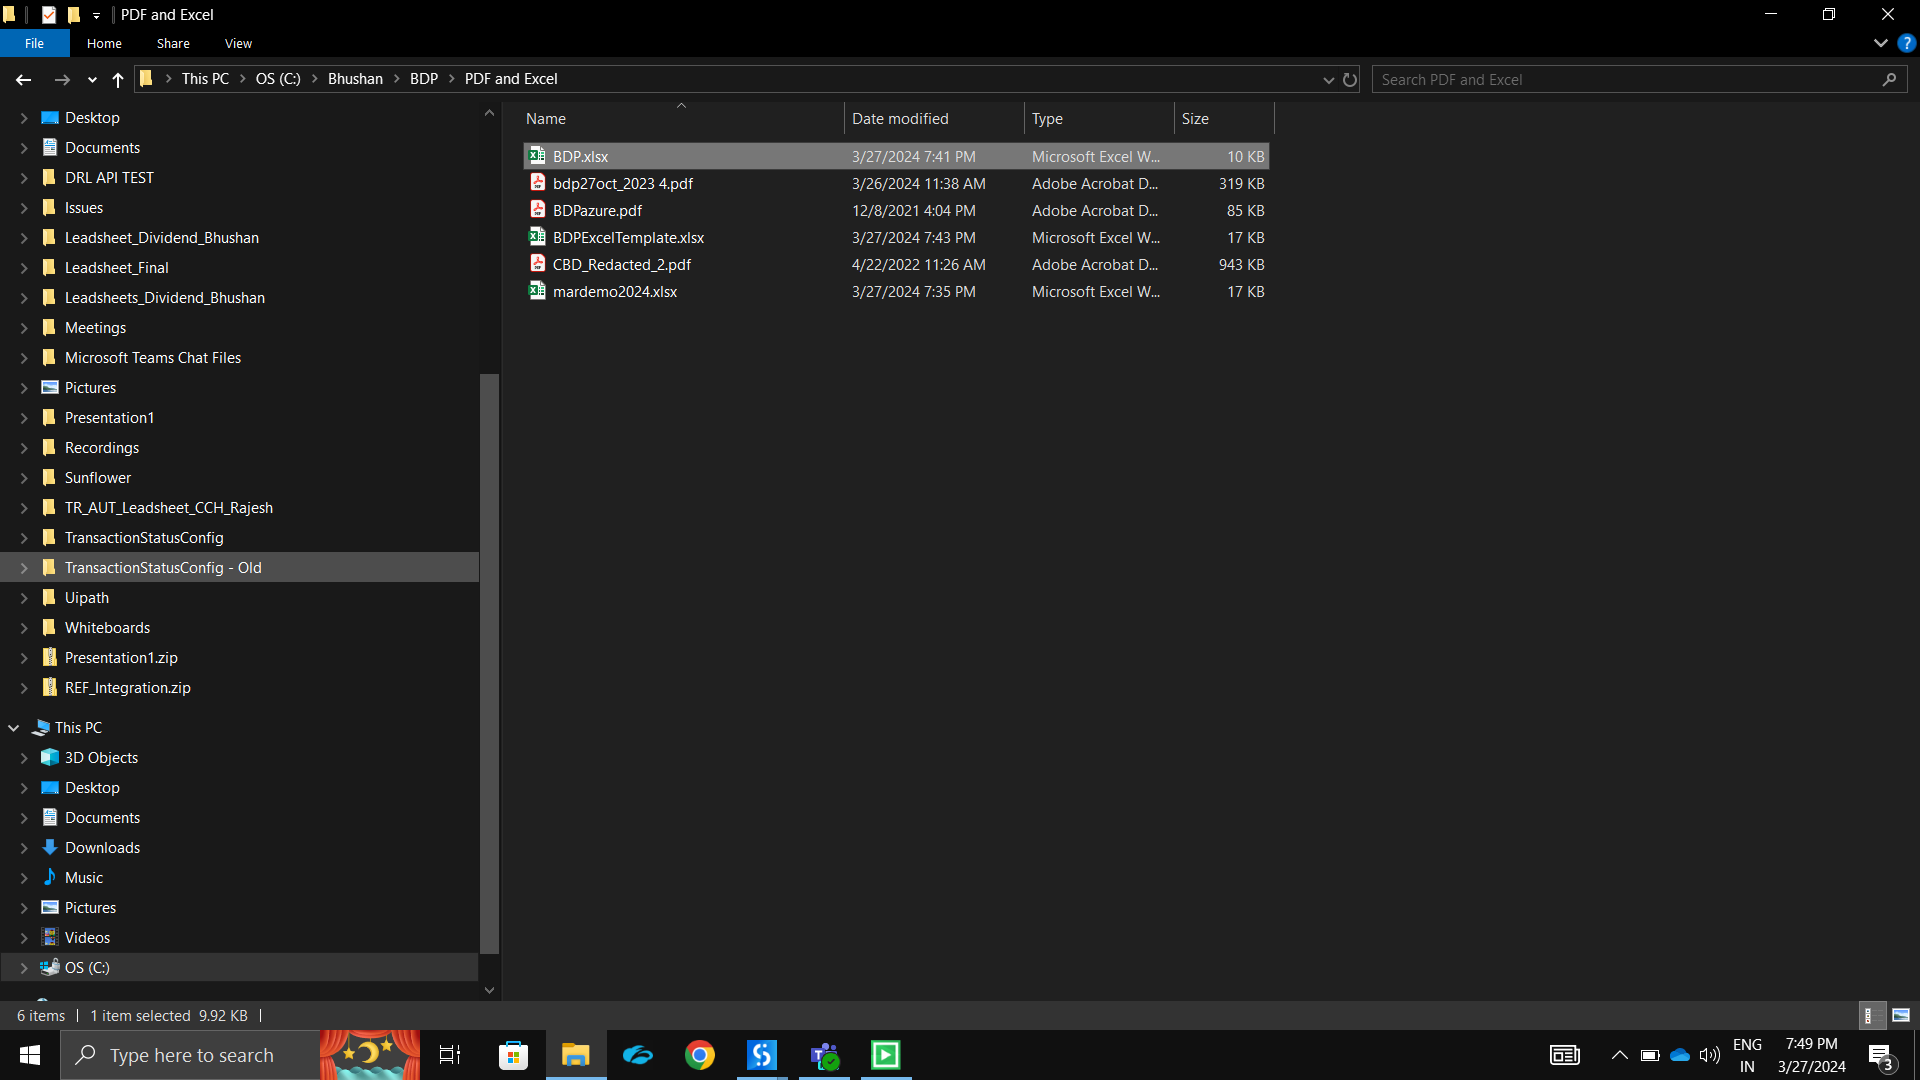 PDF and Excel
File Home Share View
This PC OS (C:) Bhushan BDP PDF and Excel
Search PDF and Excel
Desktop
Documents
DRL API TEST
Issues
Leadsheet_Dividend_Bhushan
Leadsheet_Final
Leadsheets_Dividend_Bhushan
Meetings
Microsoft Teams Chat Files
Pictures
Presentation1
Recordings
Sunflower
TR_AUT_Leadsheet_CCH_Rajesh
TransactionStatusConfig
TransactionStatusConfig - Old
Uipath
Whiteboards
Presentation1.zip
REF_Integration.zip
This PC
3D Objects
Desktop
Documents
Downloads
Music
Pictures
Videos
OS (C:)
Name Date modified Type Size
BDP.xlsx 3/27/2024 7:41 PM Microsoft Excel W... 10 KB
bdp27oct_2023 4.pdf 3/26/2024 11:38 AM Adobe Acrobat D... 319 KB
BDPazure.pdf 12/8/2021 4:04 PM Adobe Acrobat D... 85 KB
BDPExcelTemplate.xlsx 3/27/2024 7:43 PM Microsoft Excel W... 17 KB
CBD_Redacted_2.pdf 4/22/2022 11:26 AM Adobe Acrobat D... 943 KB
mardemo2024.xlsx 3/27/2024 7:35 PM Microsoft Excel W... 17 KB
6 items 1 item selected 9.92 KB
Type here to search
ENG
IN
7:49 PM
3/27/2024
3